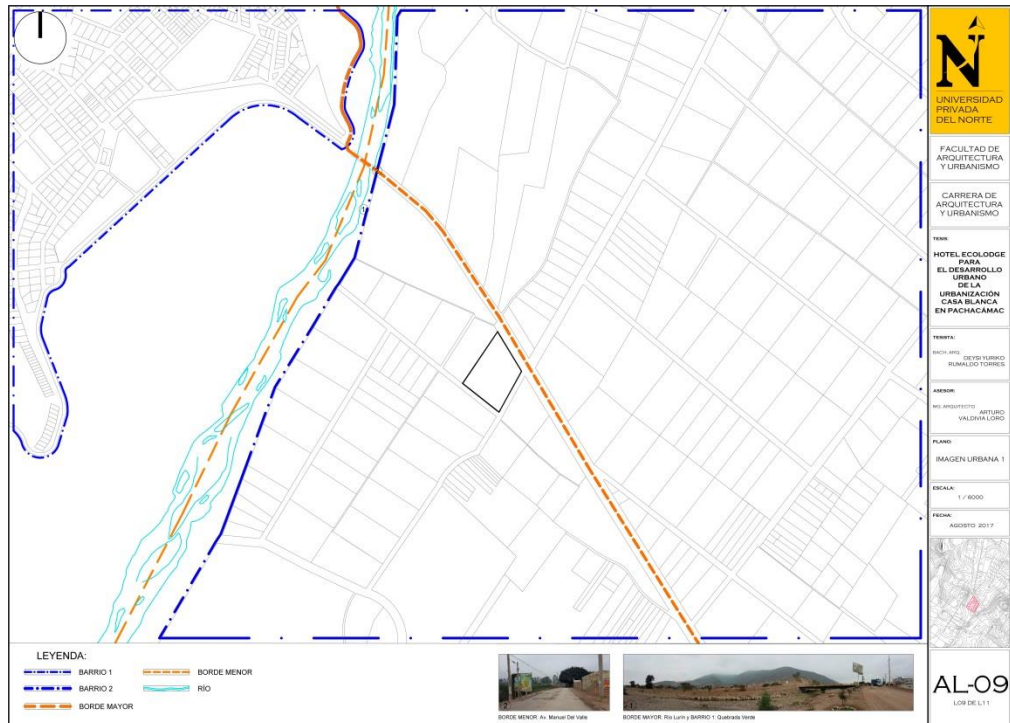 N
UNIVERSIDAD
PRIVADA
DEL NORTE
FACULTAD DE
ARQUITECTURA
Y URBANISMO
CARRERA DE
ARQUITECTURA
Y URBANISMO
TESIS:
HOTEL ECOLODGE
PARA
EL DESARROLLO
URBANO
DE LA
URBANIZACIÓN
CASA BLANCA
EN PACHACÁMAC
TESISTA:
BACH. ARQ.
DEYSI YURIKO
RUMALDO TORRES
ASESOR:
MG. ARQUITECTO
ARTURO
VALDIVIA LORO
PLANO:
IMAGEN URBANA 1
ESCALA:
1 / 8000
FECHA:
AGOSTO 2017
AL-09
L09 DE L11
LEYENDA:
BARRIO 1
BARRIO 2
BORDE MAYOR
BORDE MENOR
RÍO
BORDE MENOR: Av. Manuel Del Valle
BORDE MAYOR: Río Lurín y BARRIO 1: Quebrada Verde